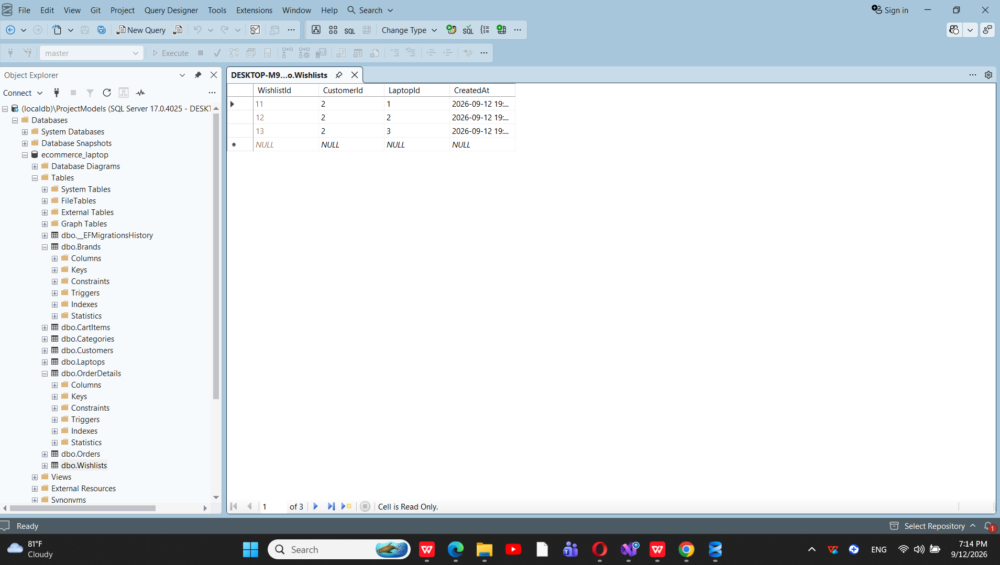 File Edit View Git Project Query Designer Tools Extensions Window Help Search Sign in
New Query SQL Change Type SQL
master Execute
Object Explorer
Connect
(localdb)\ProjectModels (SQL Server 17.0.4025 - DESKT
Databases
System Databases
Database Snapshots
ecommerce_laptop
Database Diagrams
Tables
System Tables
FileTables
External Tables
Graph Tables
dbo.__EFMigrationsHistory
dbo.Brands
Columns
Keys
Constraints
Triggers
Indexes
Statistics
dbo.CartItems
dbo.Categories
dbo.Customers
dbo.Laptops
dbo.OrderDetails
Columns
Keys
Constraints
Triggers
Indexes
Statistics
dbo.Orders
dbo.Wishlists
Views
External Resources
Synonyms
DESKTOP-M9...o.Wishlists
WishlistId CustomerId LaptopId CreatedAt
11 2 1 2026-09-12 19:...
12 2 2 2026-09-12 19:...
13 2 3 2026-09-12 19:...
* NULL NULL NULL NULL
1 of 3 Cell is Read Only.
Ready Select Repository 1
81°F
Cloudy
Search
ENG
7:14 PM
9/12/2026